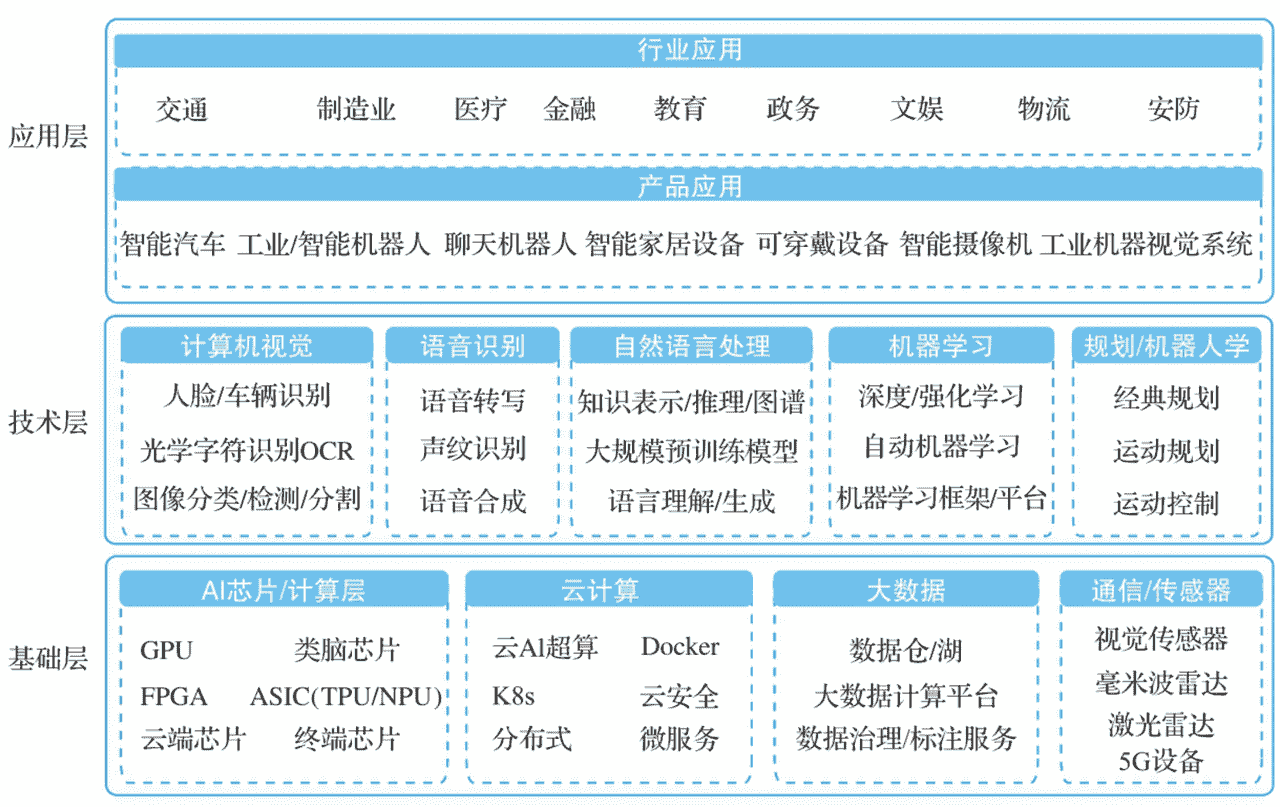 应用层
行业应用
交通 制造业 医疗 金融 教育 政务 文娱 物流 安防
产品应用
智能汽车 工业/智能机器人 聊天机器人 智能家居设备 可穿戴设备 智能摄像机 工业机器视觉系统
技术层
计算机视觉
人脸/车辆识别
光学字符识别OCR
图像分类/检测/分割
语音识别
语音转写
声纹识别
语音合成
自然语言处理
知识表示/推理/图谱
大规模预训练模型
语言理解/生成
机器学习
深度/强化学习
自动机器学习
机器学习框架/平台
规划/机器人学
经典规划
运动规划
运动控制
基础层
AI芯片/计算层
GPU 类脑芯片
FPGA ASIC(TPU/NPU)
云端芯片 终端芯片
云计算
云AI超算 Docker
K8s 云安全
分布式 微服务
大数据
数据仓/湖
大数据计算平台
数据治理/标注服务
通信/传感器
视觉传感器
毫米波雷达
激光雷达
5G设备